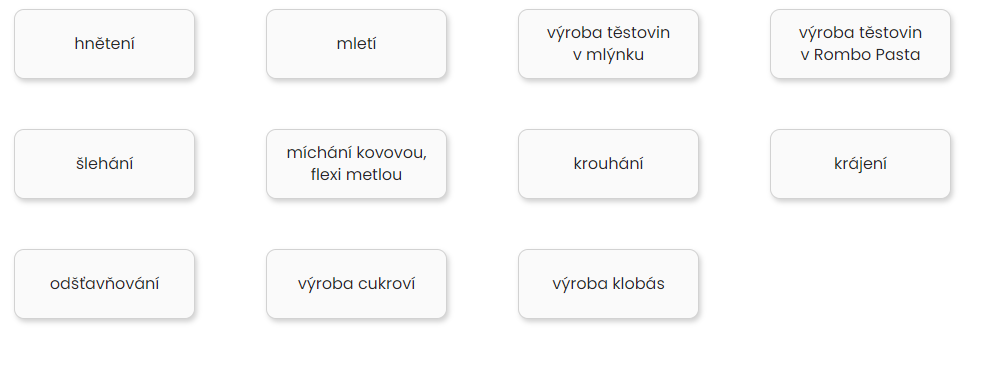 hnětení
mletí
výroba těstovin
v mlýnku
výroba těstovin
v Rombo Pasta
šlehání
míchání kovovou,
flexi metlou
krouhání
krájení
odšťavňování
výroba cukroví
výroba klobás